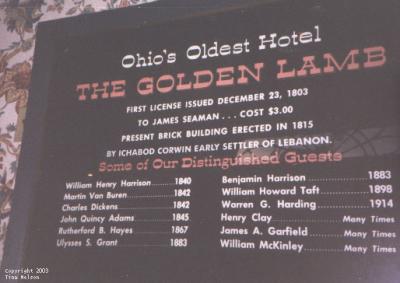 Ohio's Oldest Hotel
THE GOLDEN LAMB
FIRST LICENSE ISSUED DECEMBER 23, 1803
TO JAMES SEAMAN . . . COST $3.00
PRESENT BRICK BUILDING ERECTED IN 1815
BY ICHABOD CORWIN EARLY SETTLER OF LEBANON.
Some of Our Distinguished Guests
William Henry Harrison ........ 1840
Martin Van Buren ........ 1842
Charles Dickens ........ 1842
John Quincy Adams ........ 1845
Rutherford B. Hayes ........ 1867
Ulysses S. Grant ........ 1883
Benjamin Harrison ........ 1883
William Howard Taft ........ 1898
Warren G. Harding ........ 1914
Henry Clay ........ Many Times
James A. Garfield ........ Many Times
William McKinley ........ Many Times
Copyright 2003
Nelson